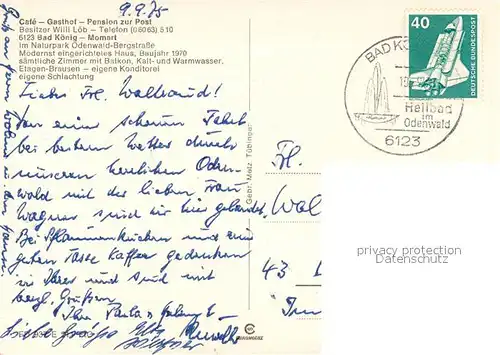 9.9.75
Café – Gasthof – Pension zur Post
Besitzer Willi Löb – Telefon (06063) 510
6123 Bad König – Momart
im Naturpark Odenwald-Bergstraße
Modernst eingerichtetes Haus, Baujahr 1970
sämtliche Zimmer mit Balkon, Kalt- und Warmwasser.
Etagen-Brausen – eigene Konditorei
eigene Schlachtung
Liebes Frl.
Von einer schönen Fahrt
bei bestem Wetter durch
unseren herrlichen Oden-
wald mit der lieben Frau
Wagner sind wir hier gelandet.
Bei Pflaumenkuchen und ein
guten Tasse Kaffee gedenken
wir Ihrer und sind mit
herzl. Grüßen
Ihre Paula
Liebe Grüße
Gebr. Metz Tübingen
40
DEUTSCHE BUNDESPOST
BAD KÖ
Heilbad
im
Odenwald
6123
Frl.
Wal
43
privacy protection
Datenschutz